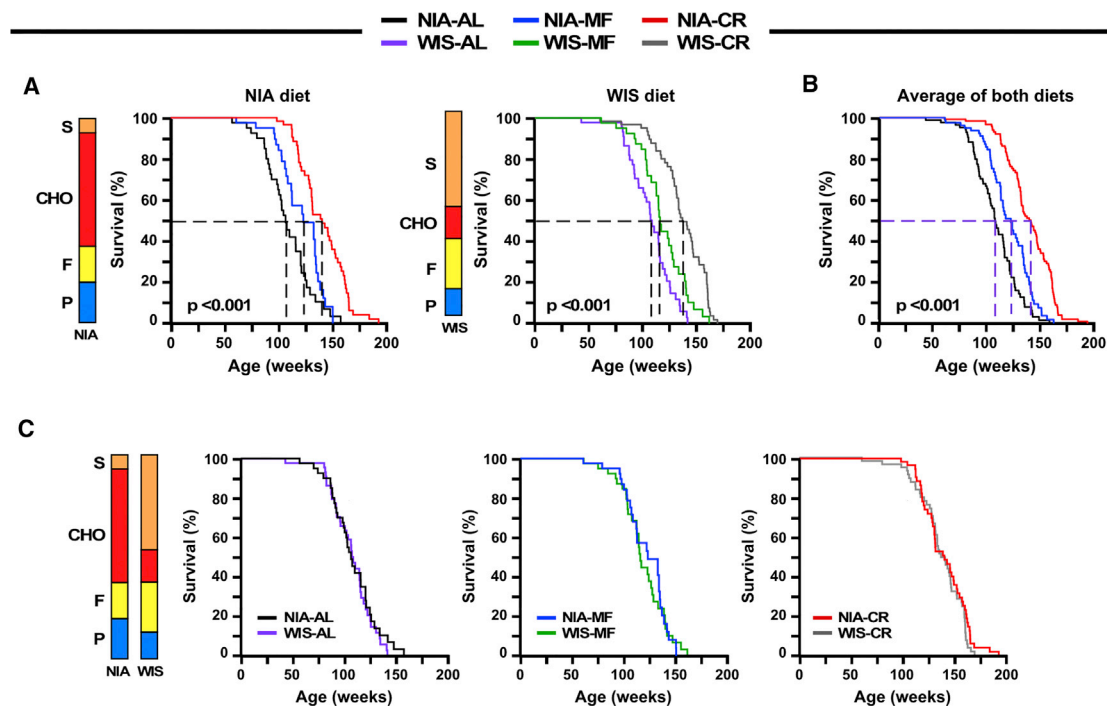 NIA-AL NIA-MF NIA-CR
WIS-AL WIS-MF WIS-CR
A
B
NIA diet
WIS diet
Average of both diets
S
CHO
F
P
NIA
Survival (%)
100
80
60
40
20
0
p <0.001
0 50 100 150 200
Age (weeks)
S
CHO
F
P
WIS
Survival (%)
100
80
60
40
20
0
p <0.001
0 50 100 150 200
Age (weeks)
Survival (%)
100
80
60
40
20
0
p <0.001
0 50 100 150 200
Age (weeks)
C
S
CHO
F
P
NIA WIS
Survival (%)
100
80
60
40
20
0
NIA-AL
WIS-AL
0 50 100 150 200
Age (weeks)
Survival (%)
100
80
60
40
20
0
NIA-MF
WIS-MF
0 50 100 150 200
Age (weeks)
Survival (%)
100
80
60
40
20
0
NIA-CR
WIS-CR
0 50 100 150 200
Age (weeks)